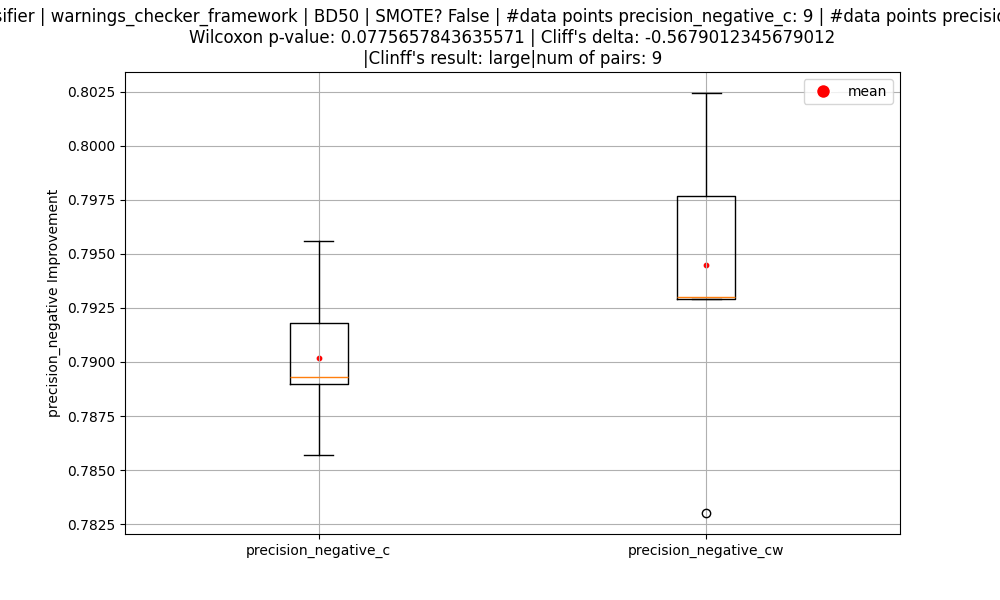 | warnings_checker_framework | BD50 | SMOTE? False | #data points precision_negative_c: 9 | #data points
Wilcoxon p-value: 0.0775657843635571 | Cliff's delta: -0.5679012345679012
|Clinff's result: large|num of pairs: 9
mean
0.8025
0.8000
0.7975
0.7950
0.7925
0.7900
0.7875
0.7850
0.7825
precision_negative Improvement
precision_negative_c
precision_negative_cw